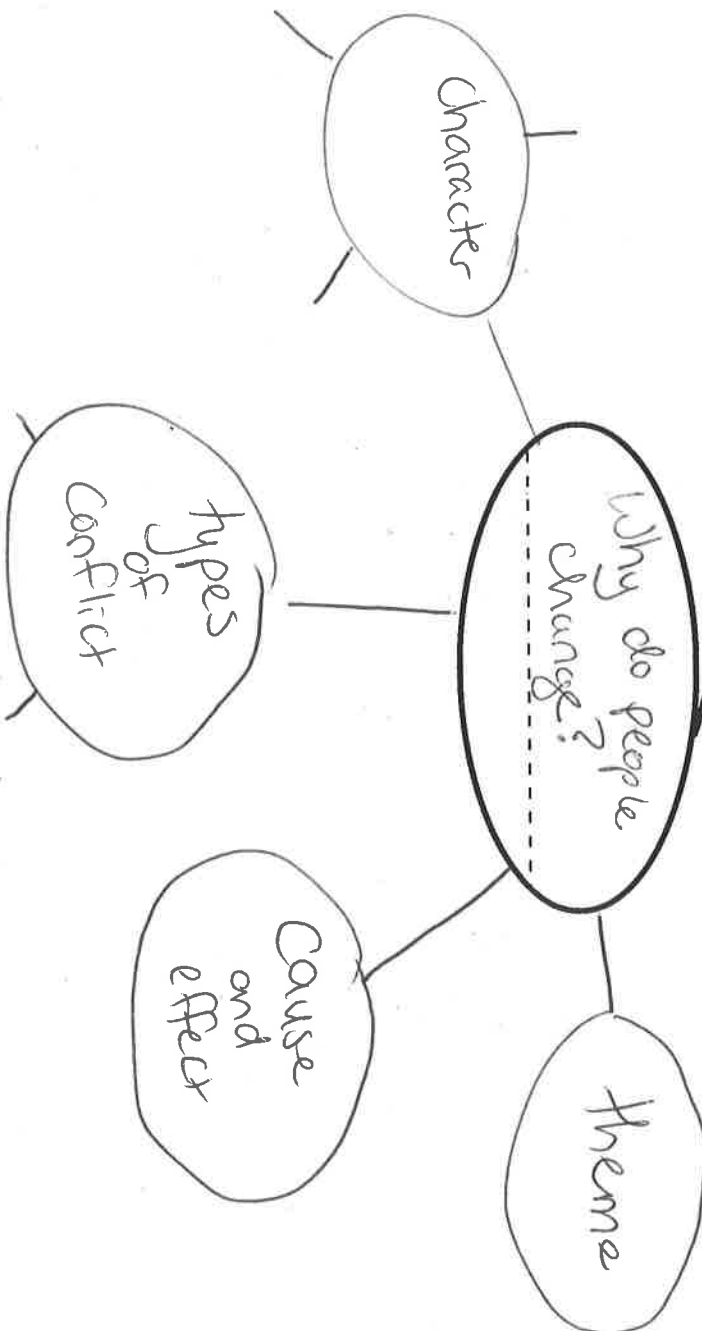 Why do people
change?
Character
types
of
conflict
Cause
and
effect
theme